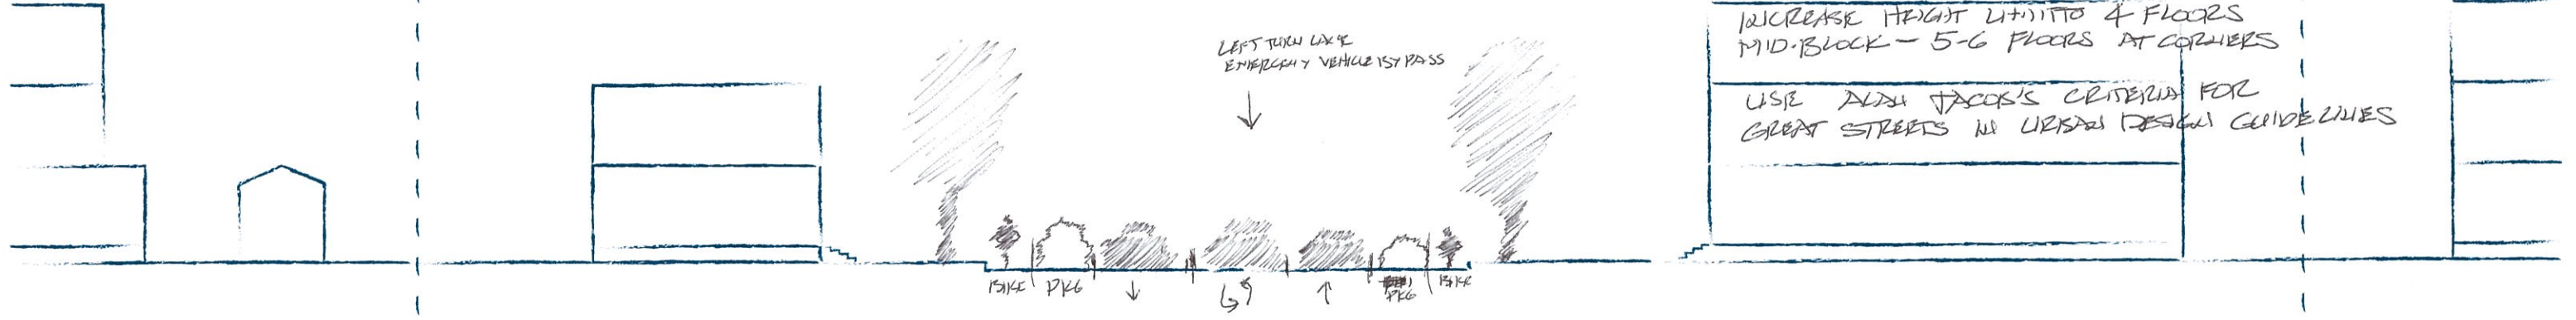 LEFT TURN LANE
EMERGENCY VEHICLE BYPASS
INCREASE HEIGHT LIMIT TO 4 FLOORS
MID-BLOCK - 5-6 FLOORS AT CORNERS
USE ALAN JACOB'S CRITERIA FOR
GREAT STREETS IN URBAN DESIGN GUIDELINES
BIKE PKG PKG BIKE